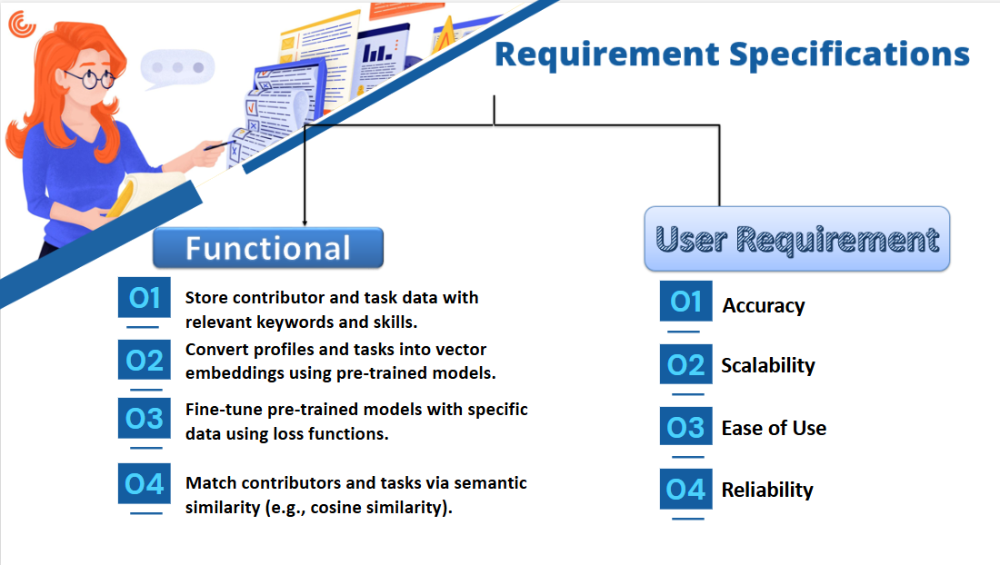 Requirement Specifications
Functional
01
Store contributor and task data with
relevant keywords and skills.
02
Convert profiles and tasks into vector
embeddings using pre-trained models.
03
Fine-tune pre-trained models with specific
data using loss functions.
04
Match contributors and tasks via semantic
similarity (e.g., cosine similarity).
User Requirement
01
Accuracy
02
Scalability
03
Ease of Use
04
Reliability